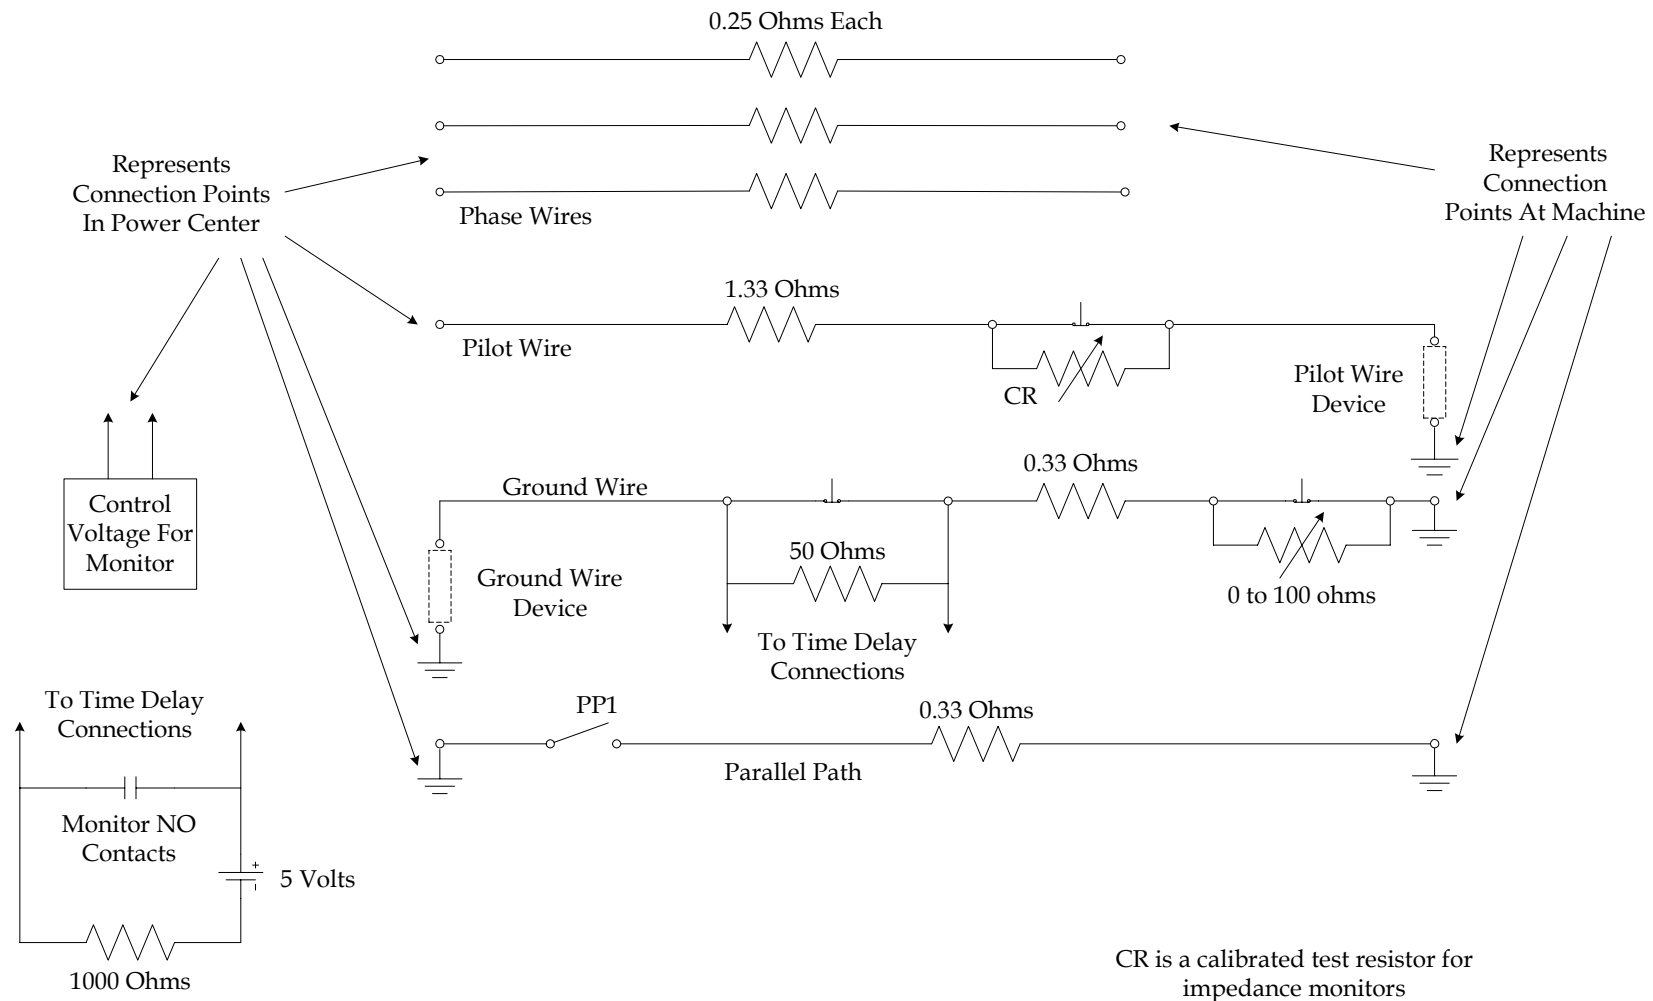 0.25 Ohms Each
Represents
Connection Points
In Power Center
Represents
Connection
Points At Machine
Phase Wires
1.33 Ohms
Pilot Wire
CR
Pilot Wire
Device
Control
Voltage For
Monitor
Ground Wire
0.33 Ohms
50 Ohms
Ground Wire
Device
0 to 100 ohms
To Time Delay
Connections
To Time Delay
Connections
PP1
0.33 Ohms
Parallel Path
Monitor NO
Contacts
+
-
5 Volts
1000 Ohms
CR is a calibrated test resistor for
impedance monitors